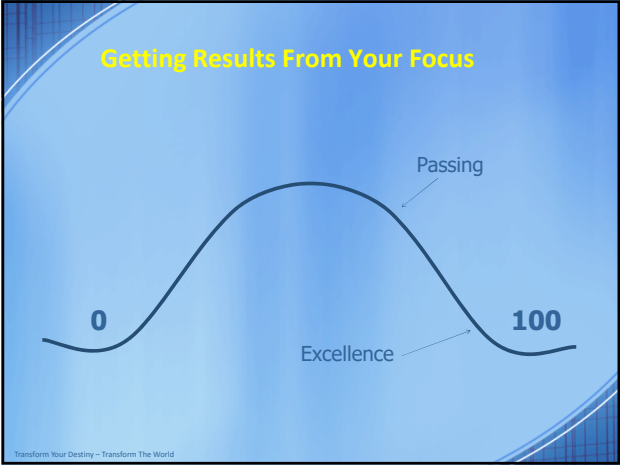 Getting Results From Your Focus
Passing
0
100
Excellence
Transform Your Destiny – Transform The World